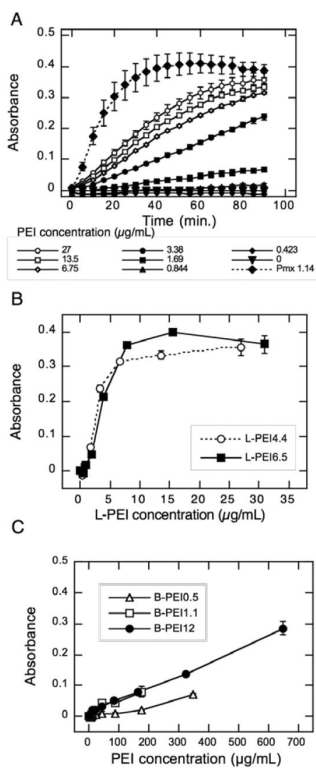 A
0.5
0.4
0.3
0.2
0.1
0
Absorbance
0 20 40 60 80 100
Time (min.)
PEI concentration (µg/mL)
27 3.38 0.423
13.5 1.69 0
6.75 0.844 Pmx 1.14
B
0.4
0.3
0.2
0.1
0
Absorbance
L-PEI4.4
L-PEI6.5
0 5 10 15 20 25 30 35
L-PEI concentration (µg/mL)
C
0.5
0.4
0.3
0.2
0.1
0
Absorbance
B-PEI0.5
B-PEI1.1
B-PEI12
0 100 200 300 400 500 600 700
PEI concentration (µg/mL)